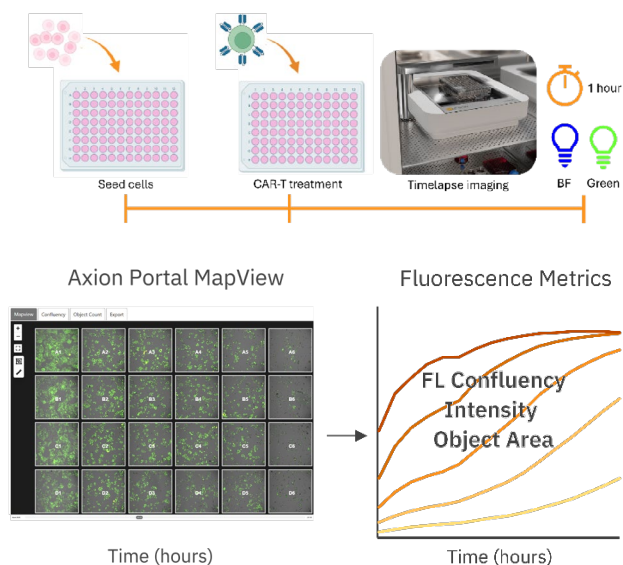 1 hour
BF
Green
Seed cells
CAR-T treatment
Timelapse imaging
Axion Portal MapView
Fluorescence Metrics
Mapview Confluency Object Count Export
A1 A2 A3 A4 A5 A6
B1 B2 B3 B4 B5 B6
C1 C2 C3 C4 C5 C6
D1 D2 D3 D4 D5 D6
FL Confluency
Intensity
Object Area
Time (hours)
Time (hours)